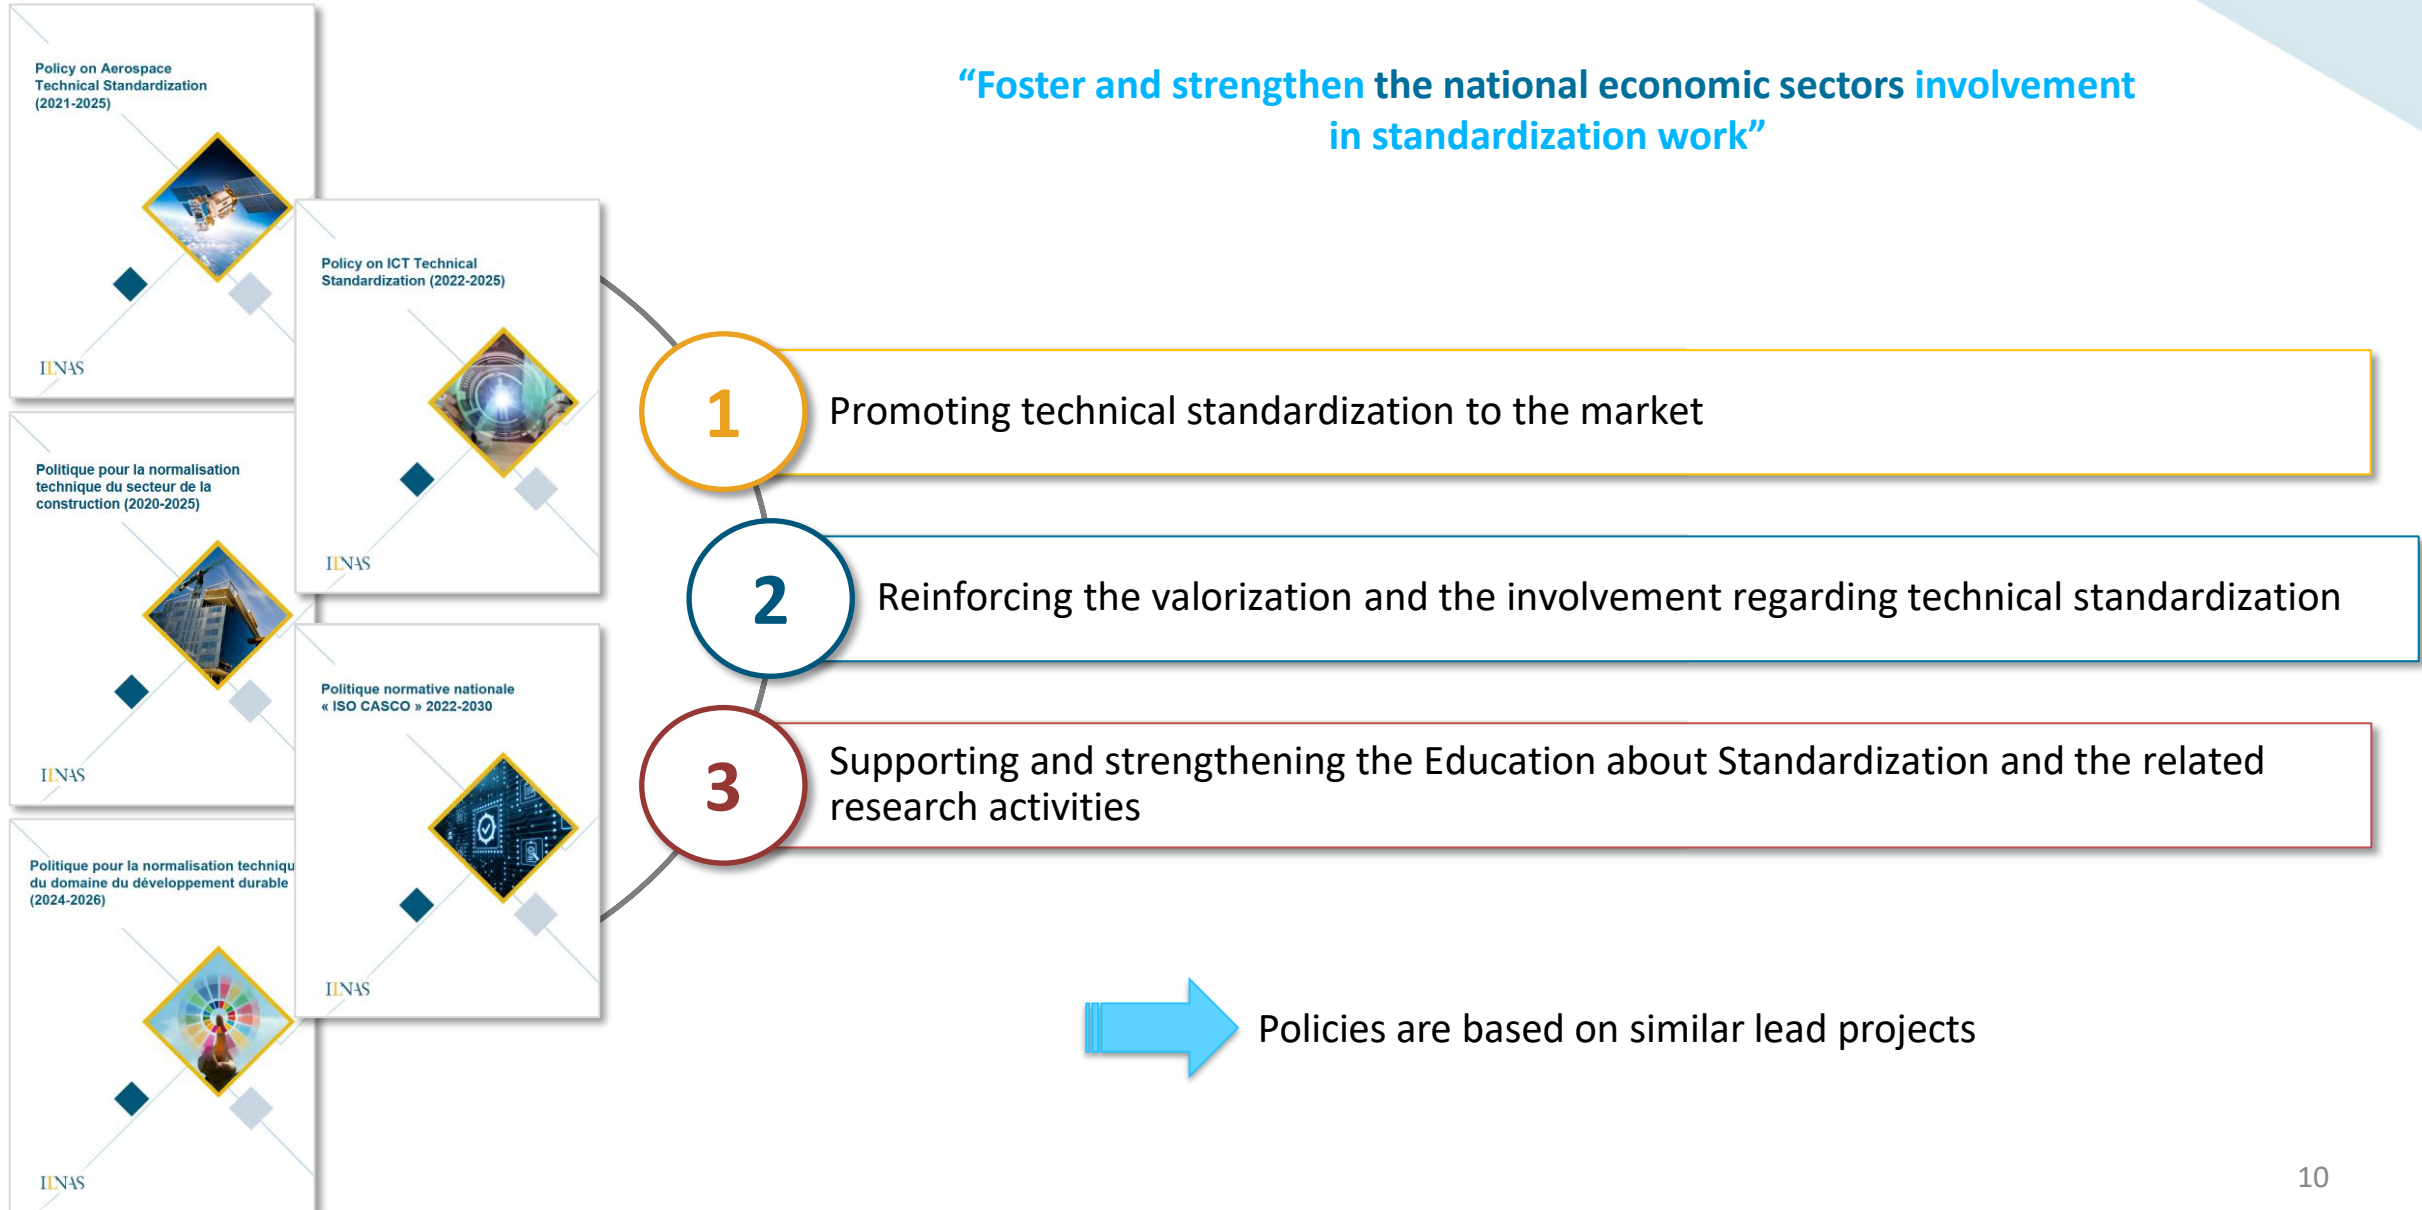 “Foster and strengthen the national economic sectors involvement
in standardization work”
Policy on Aerospace
Technical Standardization
(2021-2025)
ILNAS
Policy on ICT Technical
Standardization (2022-2025)
ILNAS
Politique pour la normalisation
technique du secteur de la
construction (2020-2025)
ILNAS
Politique normative nationale
« ISO CASCO » 2022-2030
ILNAS
Politique pour la normalisation techniqu
du domaine du développement durable
(2024-2026)
ILNAS
1
Promoting technical standardization to the market
2
Reinforcing the valorization and the involvement regarding technical standardization
3
Supporting and strengthening the Education about Standardization and the related
research activities
Policies are based on similar lead projects
10